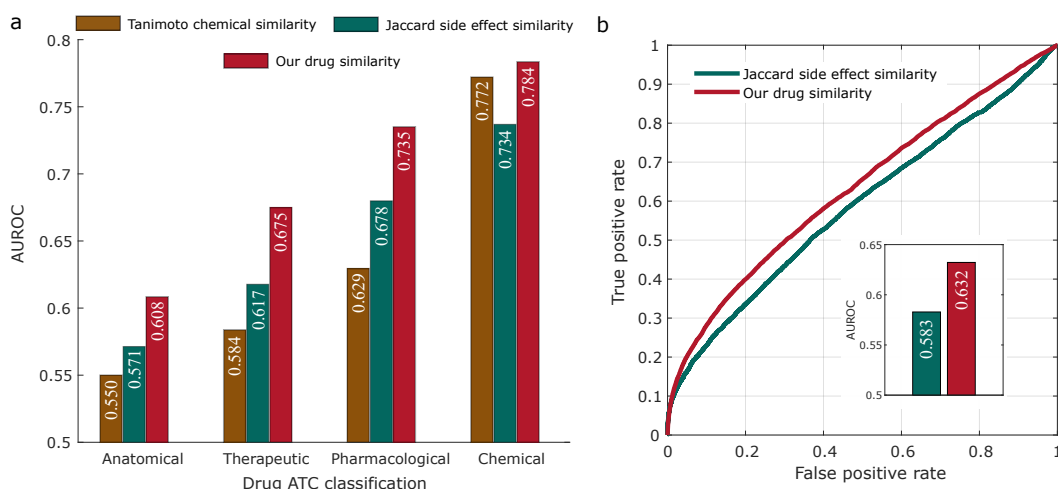 a
Tanimoto chemical similarity
Jaccard side effect similarity
Our drug similarity
0.8
0.75
0.7
0.65
0.6
0.55
0.5
AUROC
0.550
0.571
0.608
0.584
0.617
0.675
0.629
0.678
0.735
0.772
0.734
0.784
Anatomical
Therapeutic
Pharmacological
Chemical
Drug ATC classification
b
Jaccard side effect similarity
Our drug similarity
1
0.9
0.8
0.7
0.6
0.5
0.4
0.3
0.2
0.1
0
True positive rate
0.65
0.6
0.55
0.5
AUROC
0.583
0.632
0
0.2
0.4
0.6
0.8
1
False positive rate